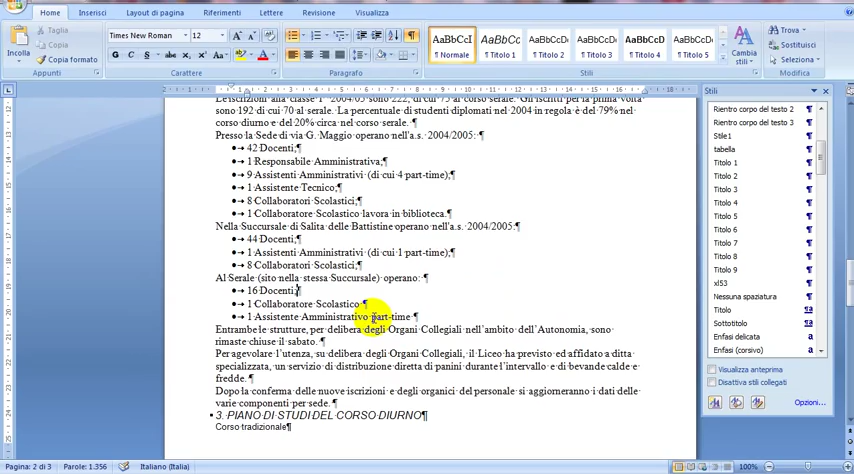 Home Inserisci Layout di pagina Riferimenti Lettere Revisione Visualizza
Incolla
Taglia
Copia
Copia formato
Appunti
Times New Roman 12
G C S abc x₂ x² Aa
Carattere
Paragrafo
AaBbCcI AaBbCc AaBbCcDc AaBbCcDc AaBbCcD AaBbCcDc
¶ Normale Titolo 1 ¶ Titolo 2 ¶ Titolo 3 ¶ Titolo 4 ¶ Titolo 5
Cambia stili
Stili
Trova
Sostituisci
Seleziona
Modifica
Le iscrizioni alla classe 1
sono 192 di cui 70 al corso serale. La percentuale di studenti diplomati nel 2004 in regola è del 79% nel
corso diurno e del 20% circa nel corso serale. ¶
Presso la Sede di via G. Maggio operano nell'a.s. 2004/2005: ¶
42 Docenti;¶
1 Responsabile Amministrativa;¶
9 Assistenti Amministrativi (di cui 4 part-time);¶
1 Assistente Tecnico;¶
8 Collaboratori Scolastici;¶
1 Collaboratore Scolastico lavora in biblioteca.¶
Nella Succursale di Salita delle Battistine operano nell'a.s. 2004/2005:¶
44 Docenti;¶
1 Assistenti Amministrativi (di cui 1 part-time);¶
8 Collaboratori Scolastici;¶
Al Serale (sito nella stessa Succursale) operano: ¶
16 Docenti;¶
1 Collaboratore Scolastico ¶
1 Assistente Amministrativo part-time ¶
Entrambe le strutture, per delibera degli Organi Collegiali nell'ambito dell'Autonomia, sono
rimaste chiuse il sabato. ¶
Per agevolare l'utenza, su delibera degli Organi Collegiali, il Liceo ha previsto ed affidato a ditta
specializzata, un servizio di distribuzione diretta di panini durante l'intervallo e di bevande calde e
fredde. ¶
Dopo la conferma delle nuove iscrizioni e degli organici del personale si aggiorneranno i dati delle
varie componenti per sede. ¶
3. PIANO DI STUDI DEL CORSO DIURNO¶
Corso tradizionale¶
Stili
Rientro corpo del testo 2 ¶
Rientro corpo del testo 3 ¶
Stile1 ¶
tabella ¶
Titolo 1 ¶
Titolo 2 ¶
Titolo 3 ¶
Titolo 4 ¶
Titolo 5 ¶
Titolo 6 ¶
Titolo 7 ¶
Titolo 8 ¶
Titolo 9 ¶
xl53 ¶
Nessuna spaziatura ¶
Titolo
Sottotitolo
Enfasi delicata a
Enfasi (corsivo) a
Visualizza anteprima
Disattiva stili collegati
Opzioni...
Pagina: 2 di 3 Parole: 1.356 Italiano (Italia) 100%